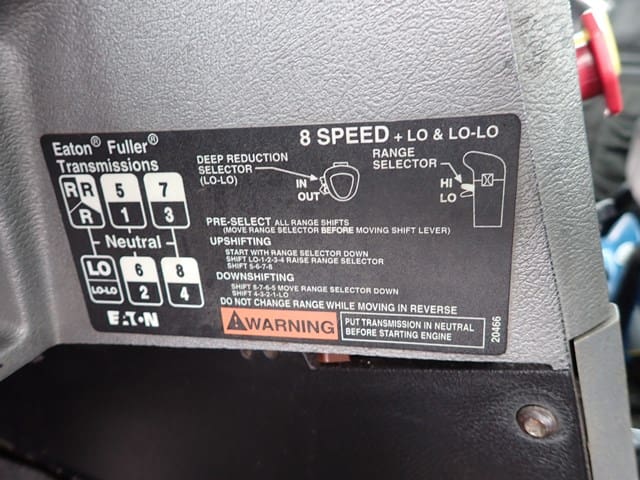 Eaton® Fuller®
Transmissions
R R 5 7
R 1 3
Neutral
LO 6 8
LO-LO 2 4
EATON
8 SPEED + LO & LO-LO
DEEP REDUCTION
SELECTOR
(LO-LO)
IN
OUT
RANGE
SELECTOR
HI
LO
PRE-SELECT ALL RANGE SHIFTS
(MOVE RANGE SELECTOR BEFORE MOVING SHIFT LEVER)
UPSHIFTING
START WITH RANGE SELECTOR DOWN
SHIFT LO-1-2-3-4 RAISE RANGE SELECTOR
SHIFT 5-6-7-8
DOWNSHIFTING
SHIFT 8-7-6-5 MOVE RANGE SELECTOR DOWN
SHIFT 4-3-2-1-LO
DO NOT CHANGE RANGE WHILE MOVING IN REVERSE
WARNING
PUT TRANSMISSION IN NEUTRAL
BEFORE STARTING ENGINE
20466